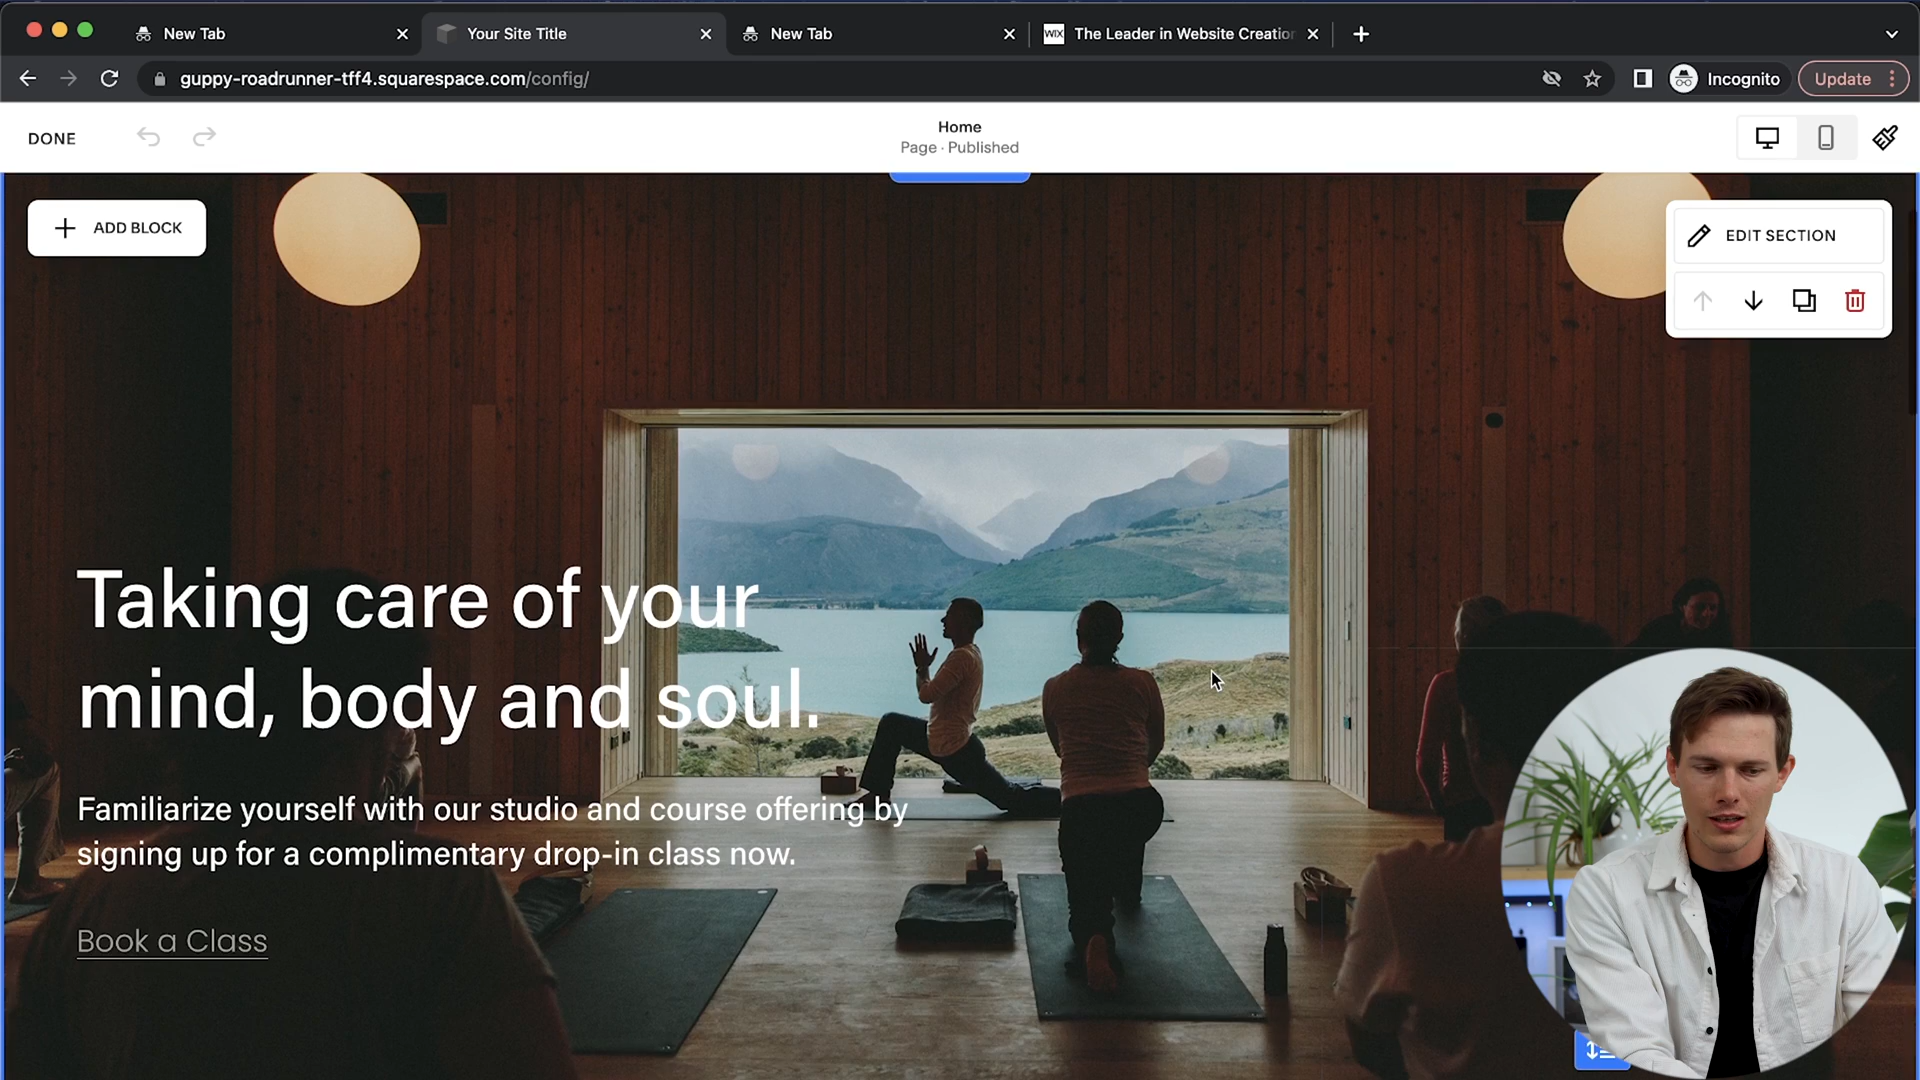 New Tab
Your Site Title
New Tab
WIX The Leader in Website Creation
guppy-roadrunner-tff4.squarespace.com/config/
Incognito
Update
DONE
Home
Page · Published
ADD BLOCK
EDIT SECTION
Taking care of your
mind, body and soul.
Familiarize yourself with our studio and course offering by
signing up for a complimentary drop-in class now.
Book a Class